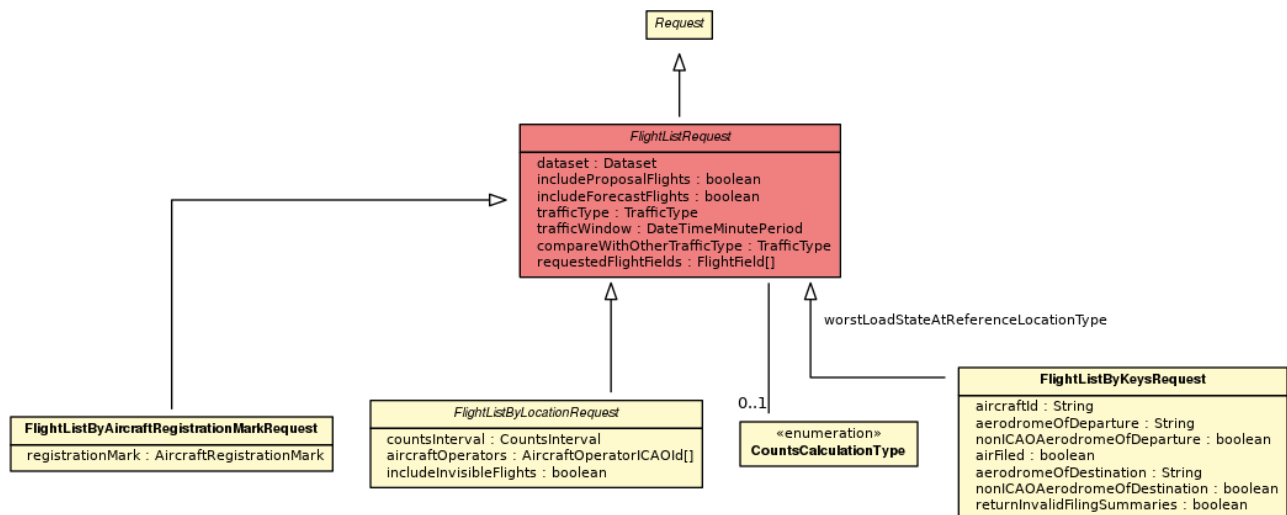 Request
FlightListRequest
dataset : Dataset
includeProposalFlights : boolean
includeForecastFlights : boolean
trafficType : TrafficType
trafficWindow : DateTimeMinutePeriod
compareWithOtherTrafficType : TrafficType
requestedFlightFields : FlightField[]
worstLoadStateAtReferenceLocationType
0..1
FlightListByAircraftRegistrationMarkRequest
registrationMark : AircraftRegistrationMark
FlightListByLocationRequest
countsInterval : CountsInterval
aircraftOperators : AircraftOperatorICAOId[]
includeInvisibleFlights : boolean
«enumeration»
CountsCalculationType
FlightListByKeysRequest
aircraftId : String
aerodromeOfDeparture : String
nonICAOAerodromeOfDeparture : boolean
airFiled : boolean
aerodromeOfDestination : String
nonICAOAerodromeOfDestination : boolean
returnInvalidFilingSummaries : boolean